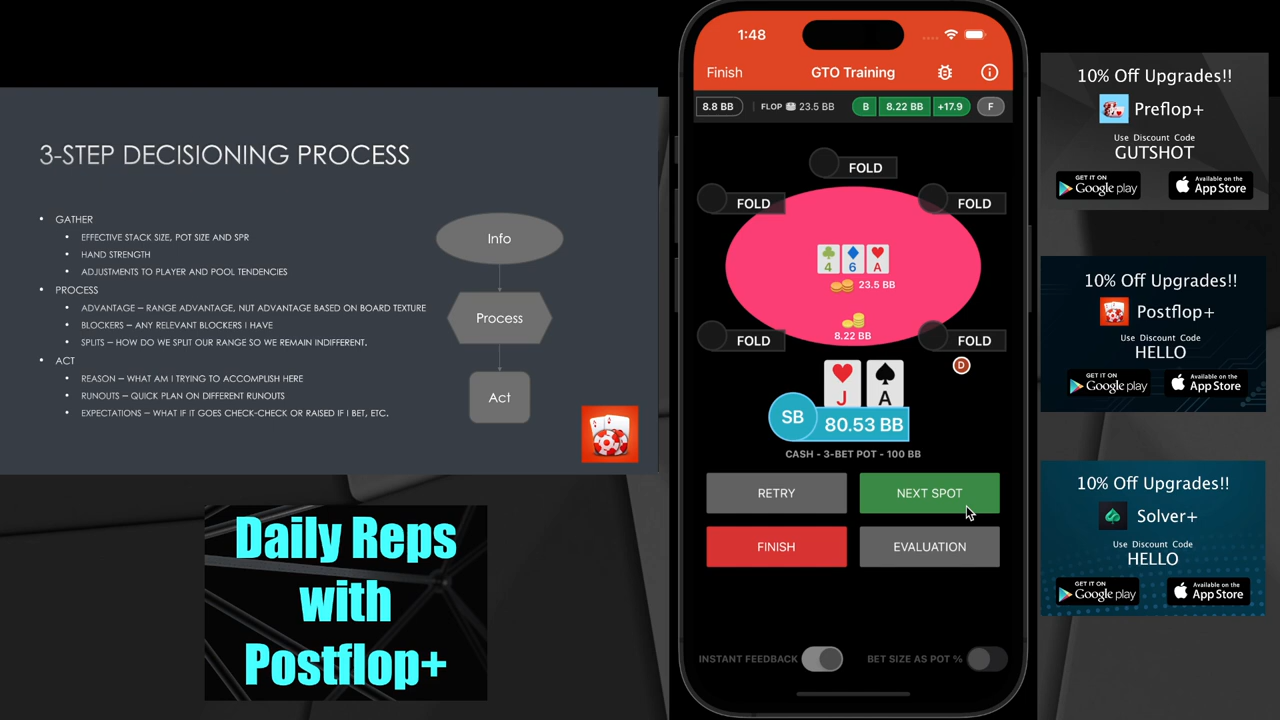 3-STEP DECISIONING PROCESS
• GATHER
• EFFECTIVE STACK SIZE, POT SIZE AND SPR
• HAND STRENGTH
• ADJUSTMENTS TO PLAYER AND POOL TENDENCIES
• PROCESS
• ADVANTAGE – RANGE ADVANTAGE, NUT ADVANTAGE BASED ON BOARD TEXTURE
• BLOCKERS – ANY RELEVANT BLOCKERS I HAVE
• SPLITS – HOW DO WE SPLIT OUR RANGE SO WE REMAIN INDIFFERENT.
• ACT
• REASON – WHAT AM I TRYING TO ACCOMPLISH HERE
• RUNOUTS – QUICK PLAN ON DIFFERENT RUNOUTS
• EXPECTATIONS – WHAT IF IT GOES CHECK-CHECK OR RAISED IF I BET, ETC.
Info
Process
Act
Daily Reps
with
Postflop+
1:48
Finish GTO Training
8.8 BB FLOP 23.5 BB B 8.22 BB +17.9 F
FOLD
FOLD FOLD
4 6 A
23.5 BB
8.22 BB
FOLD FOLD
D
J A
SB 80.53 BB
CASH - 3-BET POT - 100 BB
RETRY NEXT SPOT
FINISH EVALUATION
INSTANT FEEDBACK BET SIZE AS POT %
10% Off Upgrades!!
Preflop+
Use Discount Code
GUTSHOT
GET IT ON Google play Available on the App Store
10% Off Upgrades!!
Postflop+
Use Discount Code
HELLO
GET IT ON Google play Available on the App Store
10% Off Upgrades!!
Solver+
Use Discount Code
HELLO
GET IT ON Google play Available on the App Store